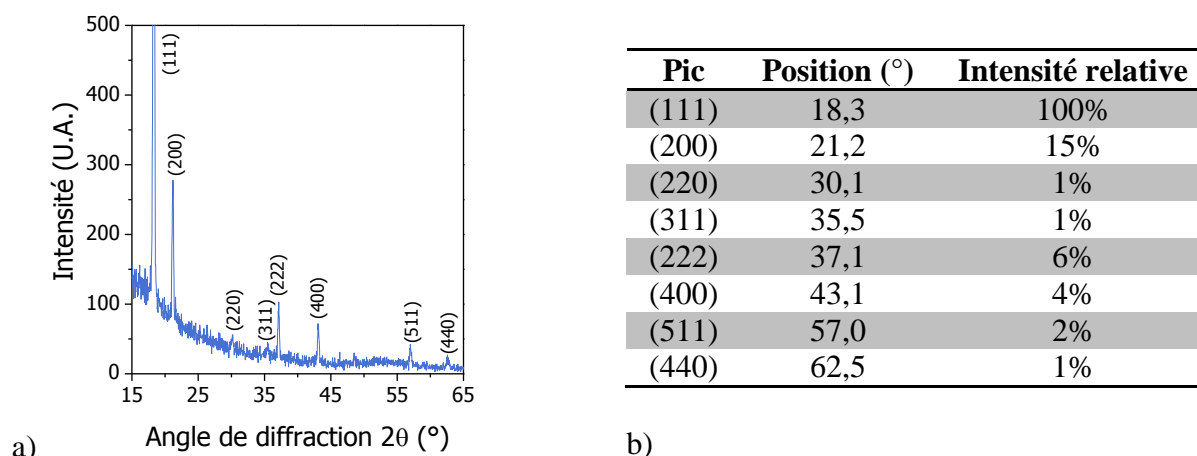 500
400
300
200
100
0
15 25 35 45 55 65
Intensité (U.A.)
Angle de diffraction 2θ (°)
(111)
(200)
(220)
(311)
(222)
(400)
(511)
(440)
a)
Pic Position (°) Intensité relative
(111) 18,3 100%
(200) 21,2 15%
(220) 30,1 1%
(311) 35,5 1%
(222) 37,1 6%
(400) 43,1 4%
(511) 57,0 2%
(440) 62,5 1%
b)